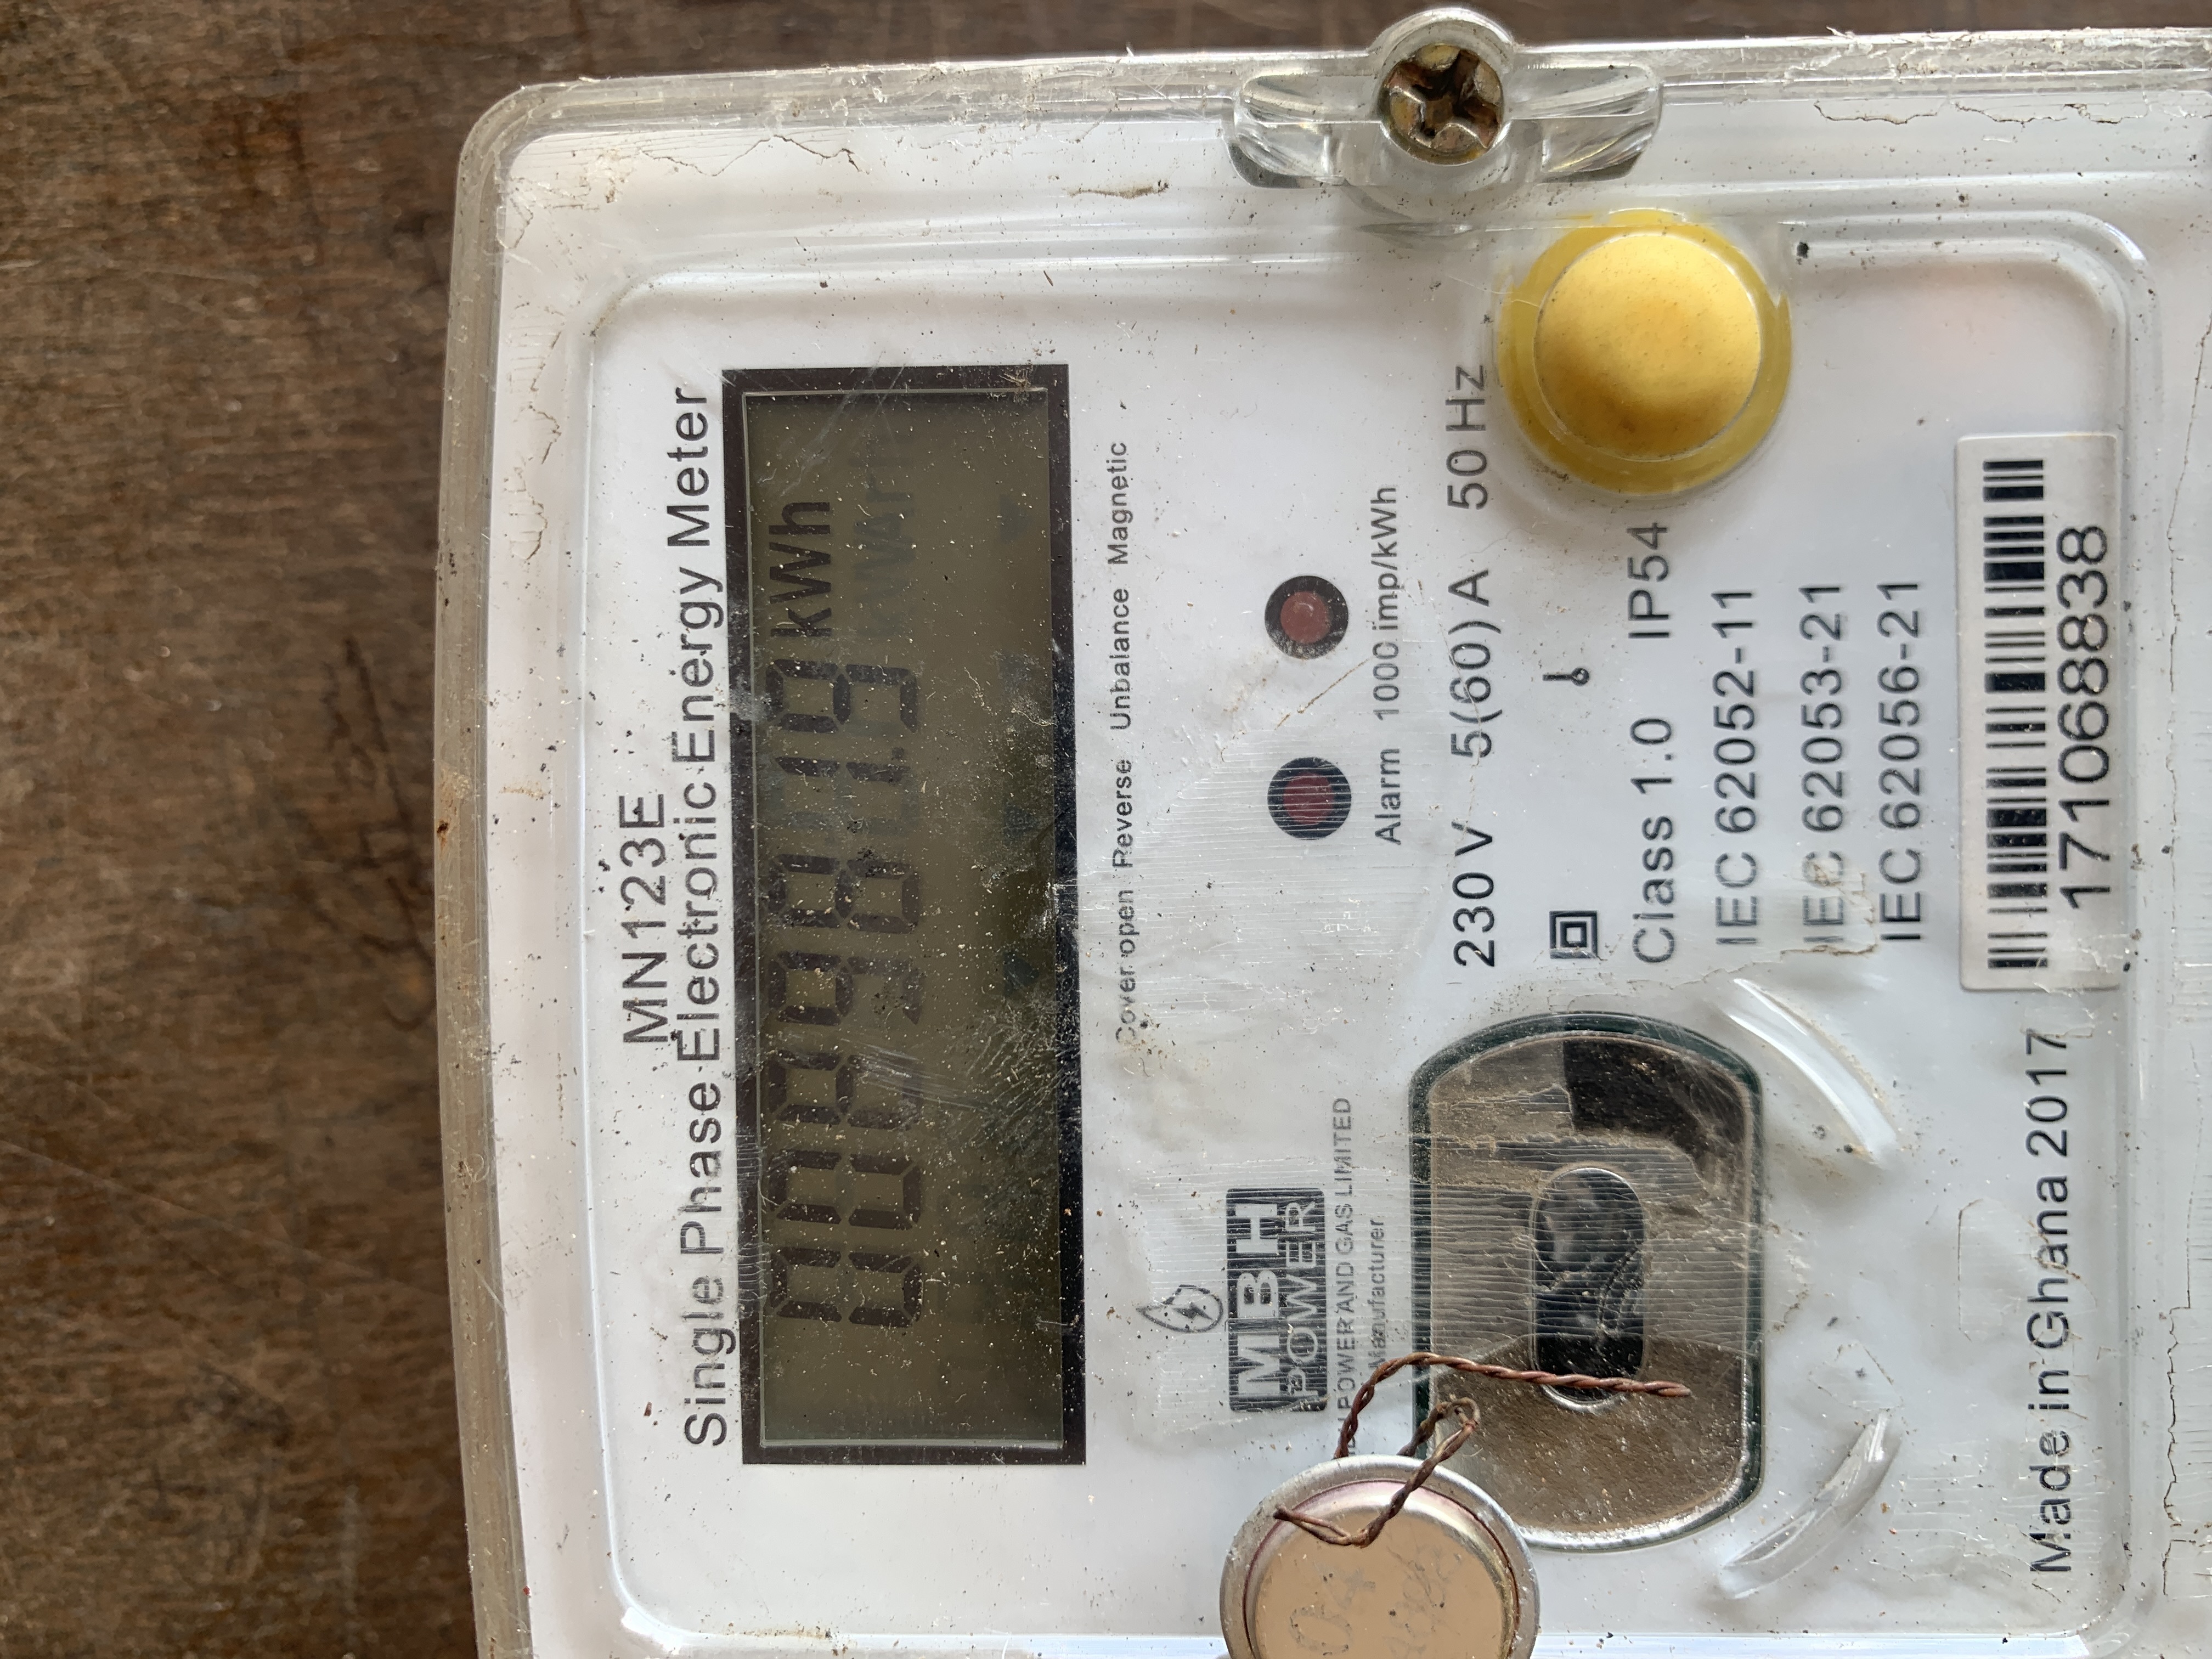 MN123E
Single Phase Electronic Energy Meter
kWh
Cover open Reverse Unbalance Magnetic
MBH
POWER
POWER AND GAS LIMITED
Manufacturer
Alarm 1000 imp/kWh
230 V 5(60) A 50 Hz
Class 1.0 IP54
IEC 62052-11
IEC 62053-21
IEC 62056-21
Made in Ghana 2017
171068838